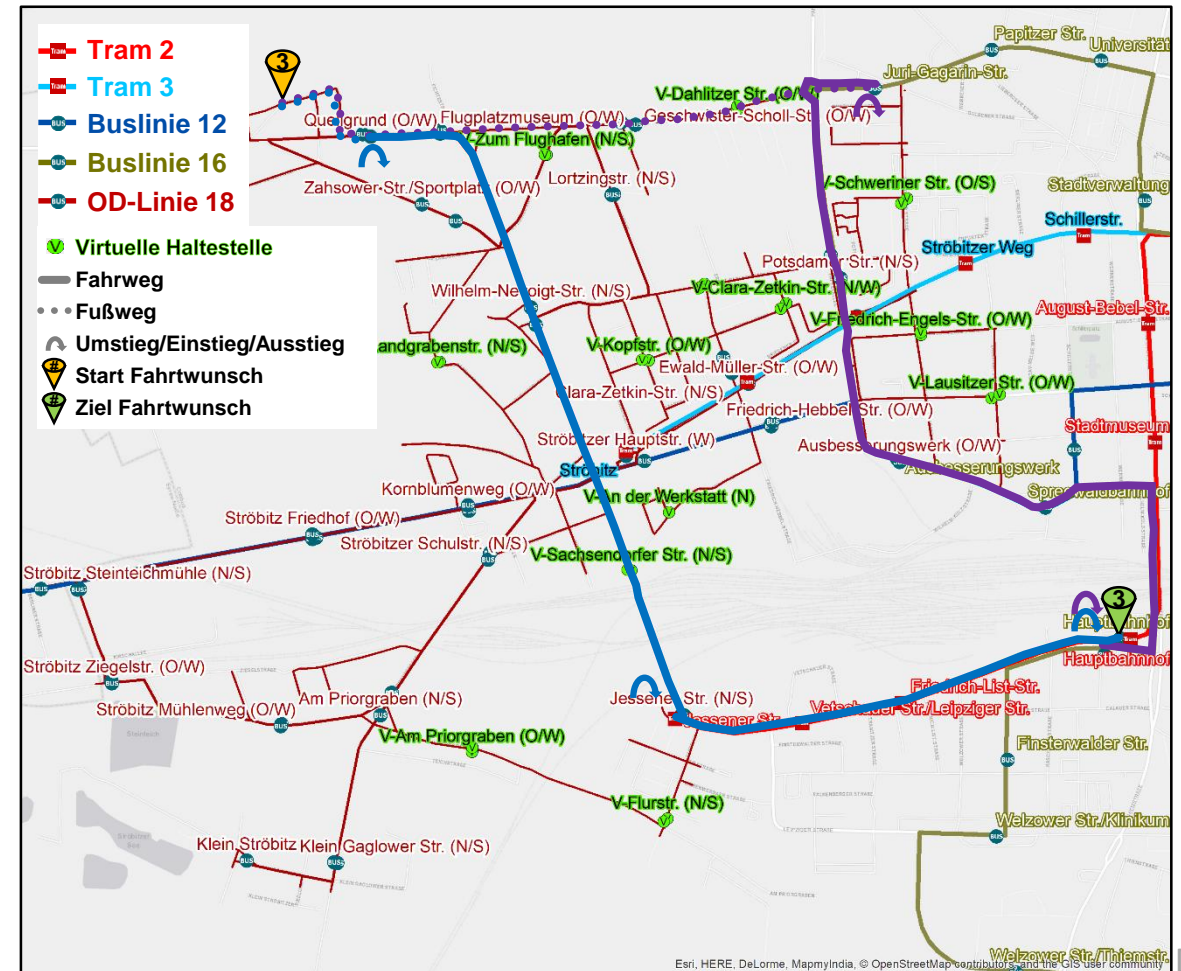 Tram 2
Tram 3
Buslinie 12
Buslinie 16
OD-Linie 18
Virtuelle Haltestelle
Fahrweg
Fußweg
Umstieg/Einstieg/Ausstieg
# Start Fahrtwunsch
# Ziel Fahrtwunsch
3
Papitzer Str.
Universität
Juri-Gagarin-Str.
V-Dahlitzer Str. (O/W)
Quellgrund (O/W)
Flugplatzmuseum (O/W)
Geschwister-Scholl-Str. (O/W)
V-Zum Flughafen (N/S)
Zahsower-Str./Sportplatz (O/W)
Lortzingstr. (N/S)
V-Schweriner Str. (O/S)
Stadtverwaltung
Schillerstr.
Ströbitzer Weg
Potsdamer Str. (N/S)
Wilhelm-Nevoigt-Str. (N/S)
V-Clara-Zetkin-Str. (N/W)
August-Bebel-Str.
V-Friedrich-Engels-Str. (O/W)
andgrabenstr. (N/S)
V-Kopfstr. (O/W)
Ewald-Müller-Str. (O/W)
V-Lausitzer Str. (O/W)
Clara-Zetkin-Str. (N/S)
Friedrich-Hebbel-Str. (O/W)
Stadtmuseum
Ströbitzer Hauptstr. (W)
Ausbesserungswerk (O/W)
Ströbitz
Ausbesserungswerk
Kornblumenweg (O/W)
V-An der Werkstatt (N)
Spreewaldbahnhof
Ströbitz Friedhof (O/W)
Ströbitzer Schulstr. (N/S)
V-Sachsendorfer Str. (N/S)
Ströbitz Steinteichmühle (N/S)
3
Hauptbahnhof
Hauptbahnhof
Ströbitz Ziegelstr. (O/W)
Friedrich-List-Str.
Am Priorgraben (N/S)
Jessener Str. (N/S)
Ströbitz Mühlenweg (O/W)
Jessener Str.
Vetschauer Str./Leipziger Str.
V-Am Priorgraben (O/W)
Finsterwalder Str.
V-Flurstr. (N/S)
Welzower Str./Klinikum
Klein Ströbitz
Klein Gaglower Str. (N/S)
Welzower Str./Thiemstr.
Esri, HERE, DeLorme, MapmyIndia, © OpenStreetMap contributors, and the GIS user community